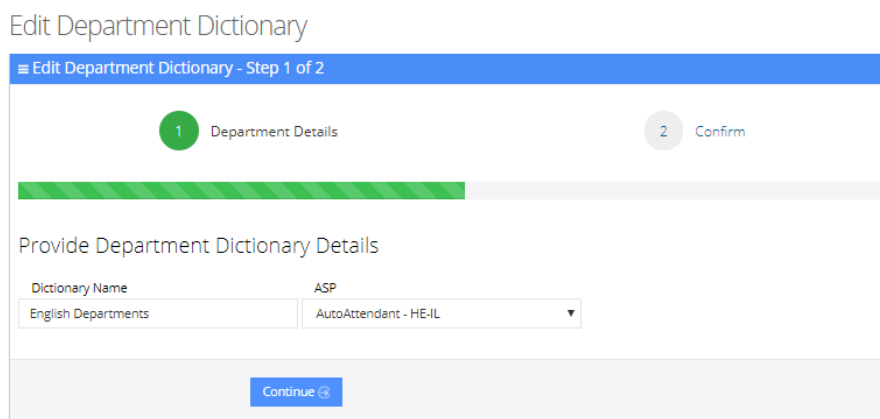 Edit Department Dictionary
Edit Department Dictionary - Step 1 of 2
1 Department Details 2 Confirm
Provide Department Dictionary Details
Dictionary Name ASP
English Departments AutoAttendant - HE-IL
Continue